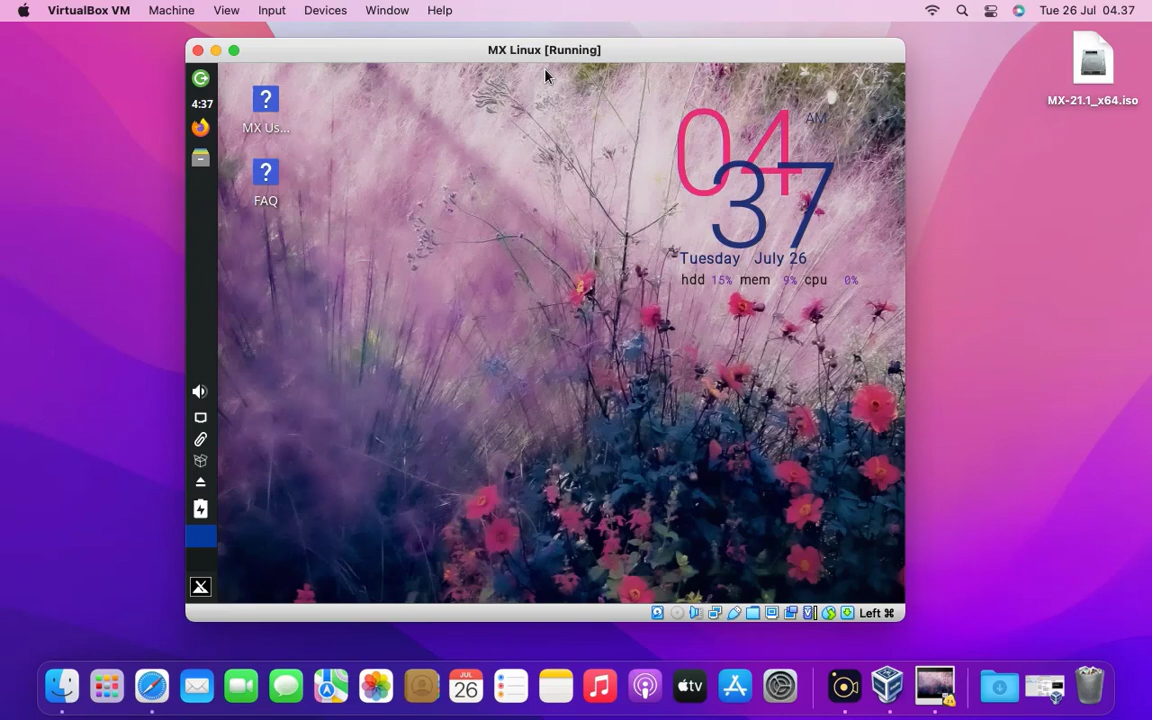 VirtualBox VM Machine View Input Devices Window Help Tue 26 Jul 04.37
MX Linux [Running]
4:37
MX Us...
FAQ
04 AM
37
Tuesday July 26
hdd 15% mem 9% cpu 0%
MX-21.1_x64.iso
Left ⌘
JUL
26
tv